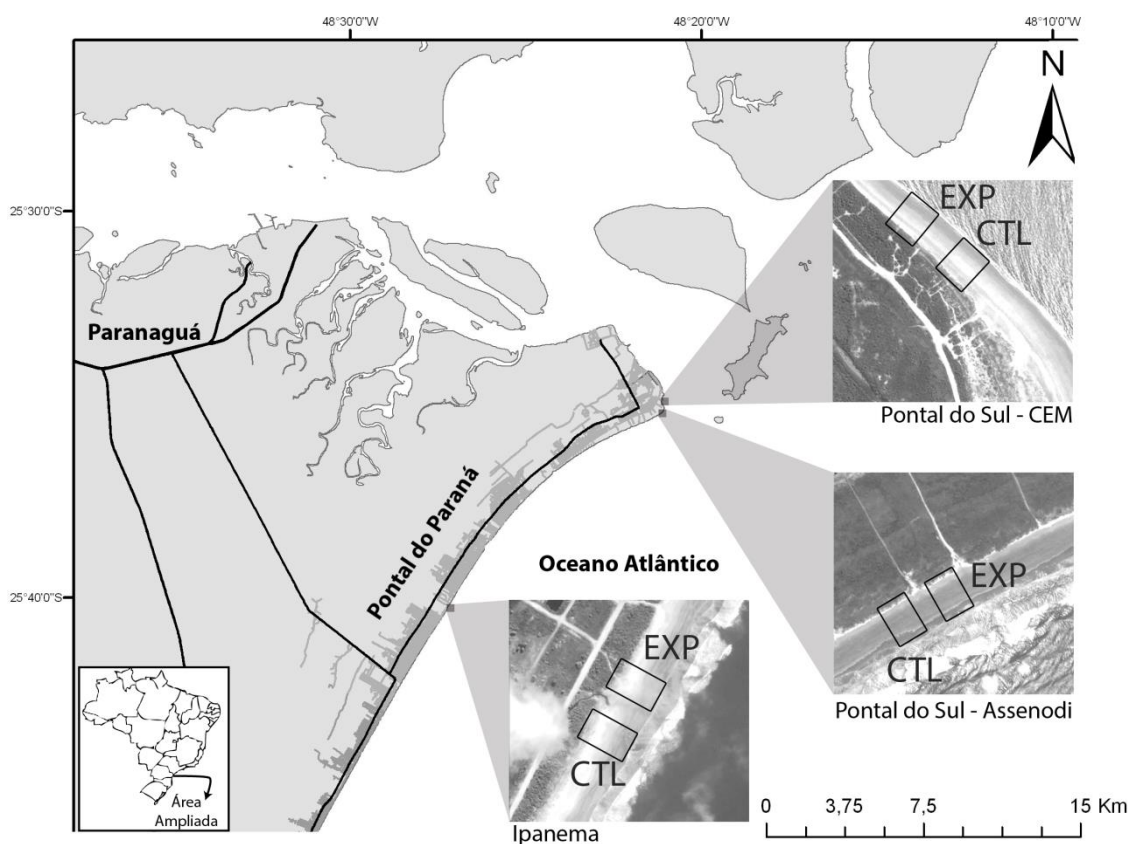 48°30'0"W
48°20'0"W
48°10'0"W
N
25°30'0"S
EXP
CTL
Paranaguá
Pontal do Sul - CEM
Pontal do Paraná
EXP
CTL
Oceano Atlântico
25°40'0"S
Pontal do Sul - Assenodi
EXP
CTL
Área
Ampliada
Ipanema
0 3,75 7,5 15 Km